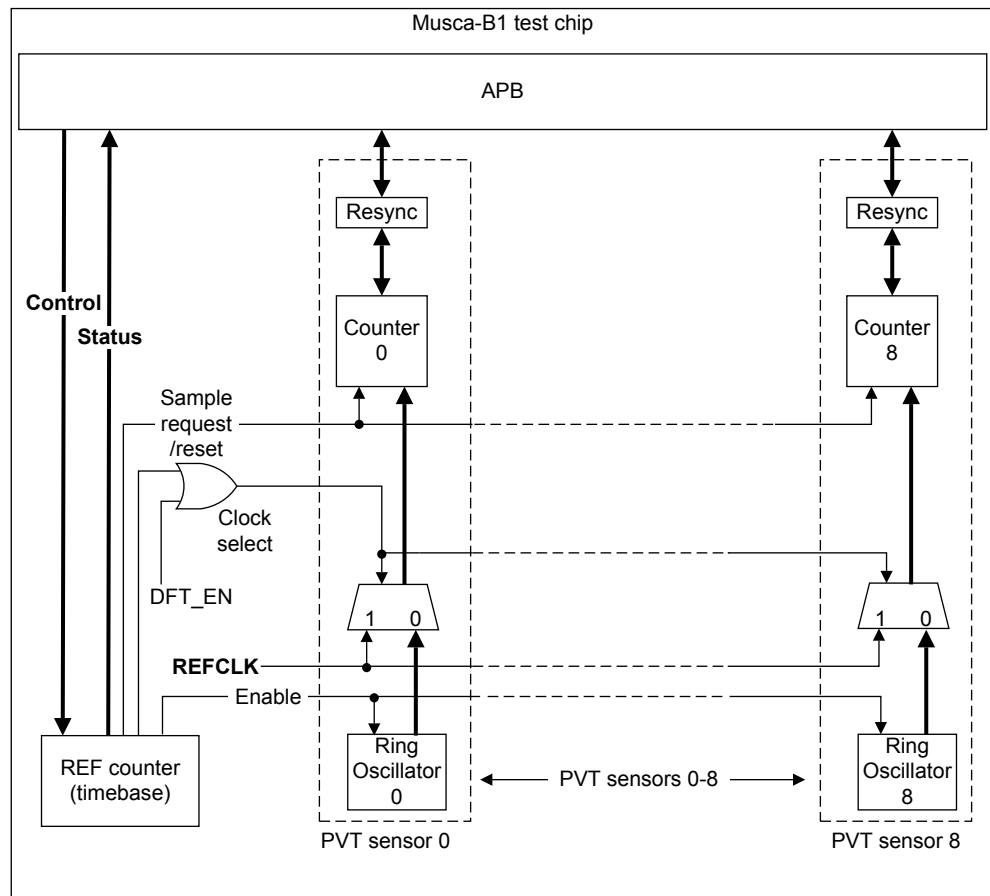 Musca-B1 test chip
APB
Resync
Resync
Control
Status
Counter
0
Counter
8
Sample
request
/reset
Clock
select
DFT_EN
1 0
1 0
REFCLK
Enable
REF counter
(timebase)
Ring
Oscillator
0
PVT sensors 0-8
Ring
Oscillator
8
PVT sensor 0
PVT sensor 8